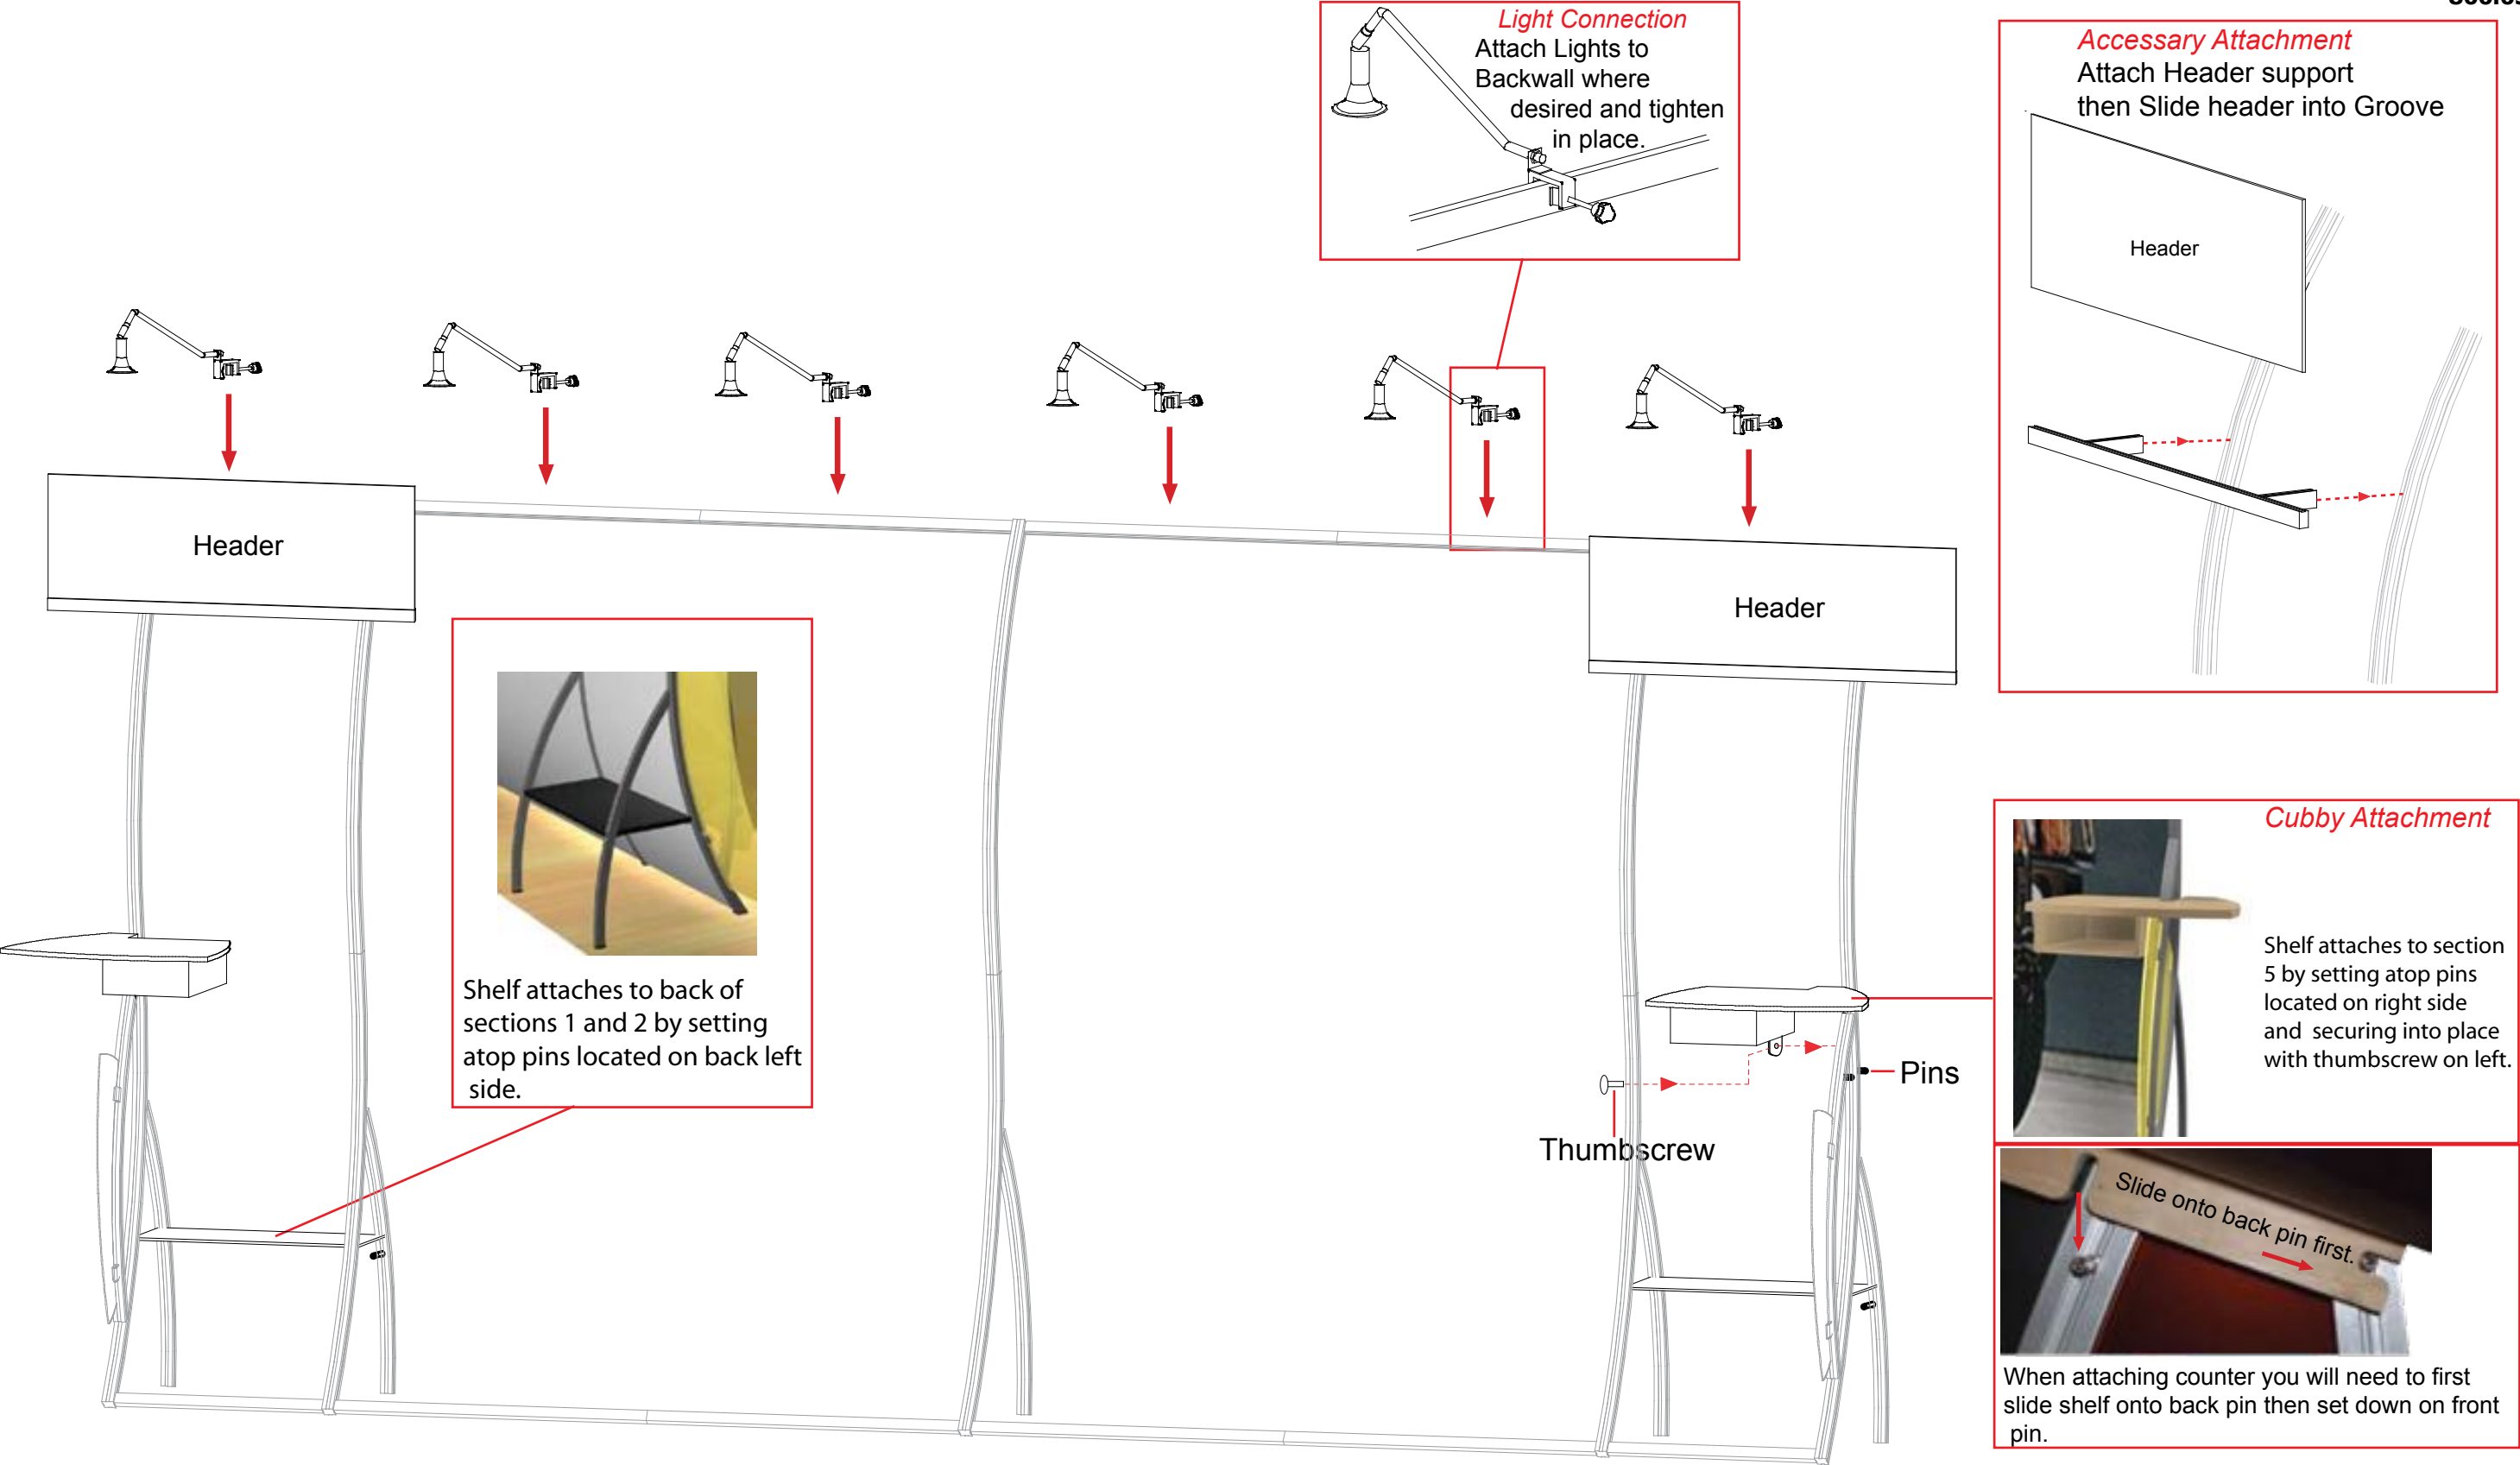 Light Connection
Attach Lights to
Backwall where
desired and tighten
in place.
Accessary Attachment
Attach Header support
then Slide header into Groove
Header
Header
Header
Shelf attaches to back of
sections 1 and 2 by setting
atop pins located on back left
side.
Cubby Attachment
Shelf attaches to section
5 by setting atop pins
located on right side
and securing into place
with thumbscrew on left.
Pins
Thumbscrew
Slide onto back pin first.
When attaching counter you will need to first
slide shelf onto back pin then set down on front
pin.